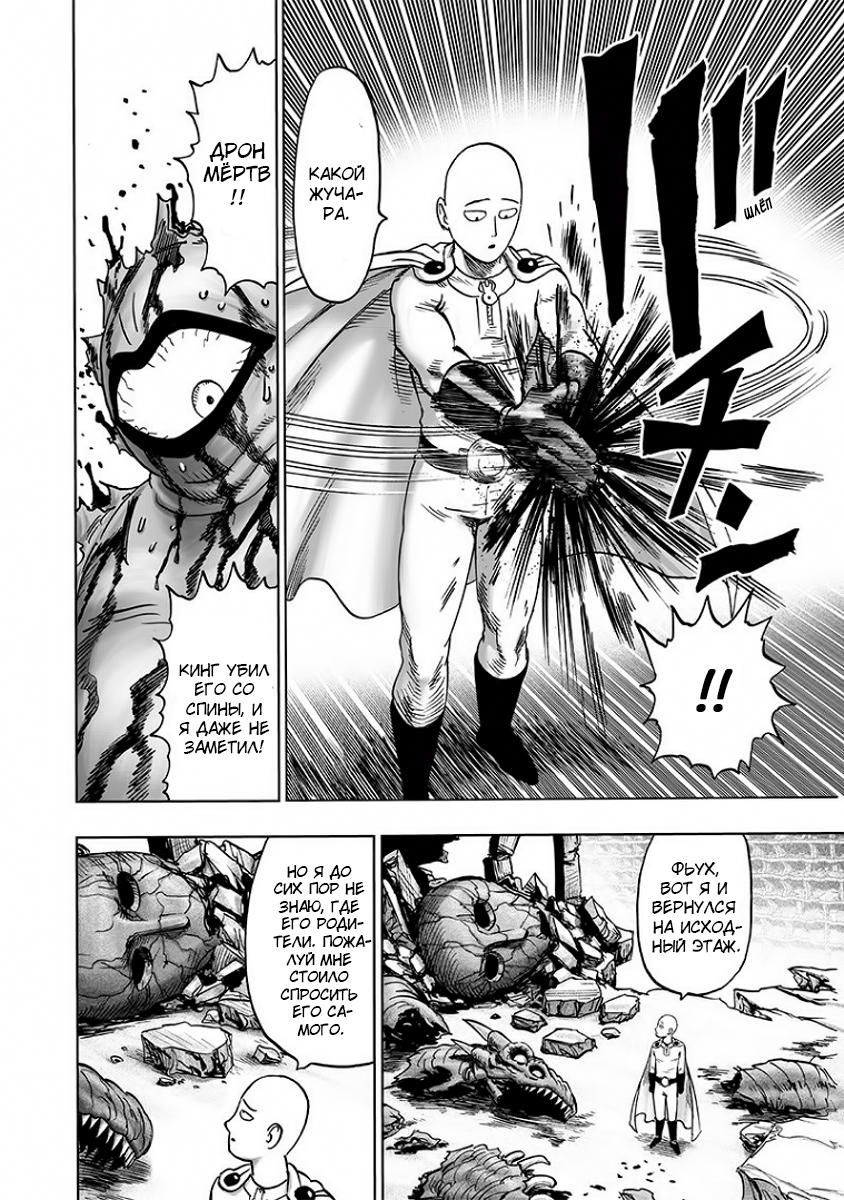 ШЛЁП
КАКОЙ
ЖУЧА-
РА.
!!
ДРОН
МЁРТВ
!!
КИНГ УБИЛ
ЕГО СО
СПИНЫ, И
Я ДАЖЕ НЕ
ЗАМЕТИЛ!
ФЬУХ,
ВОТ Я И
ВЕРНУЛСЯ
НА ИСХОД-
НЫЙ ЭТАЖ.
НО Я ДО
СИХ ПОР НЕ
ЗНАЮ, ГДЕ
ЕГО РОДИ-
ТЕЛИ. ПОЖА-
ЛУЙ МНЕ
СТОИЛО
СПРОСИТЬ
ЕГО СА-
МОГО.